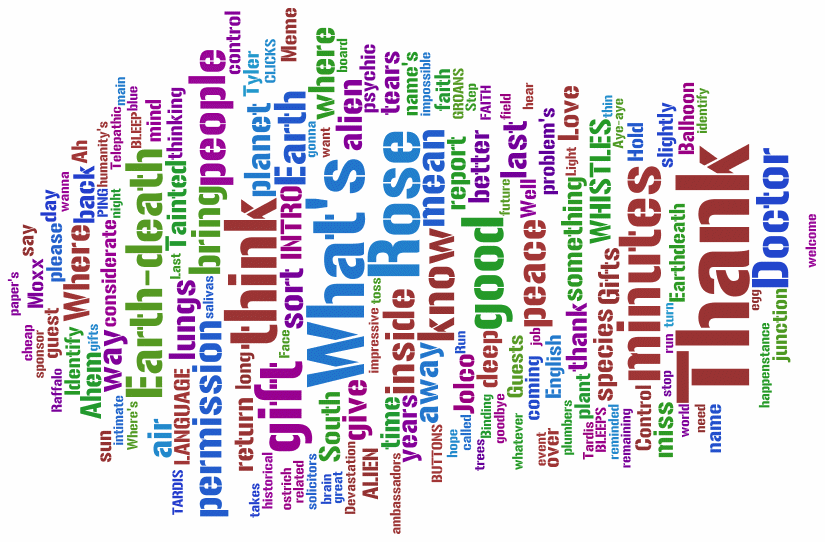 paper's
cheap
say
Moxx
sponsor
Raffalo
guest
please
day
wanna
Where
Identify
gifts
Ahem
back
Ah
sun
way
considerate
PING
humanity's
night
Telepathic
main
intimate
Where's
Earth-death
BLEEP
blue
mind
air
TARDIS
LANGUAGE
lungs
Last
Tainted
thinking
permission
salivas
bring
people
control
return
long
think
planet
Tyler
CLICKS
takes
historical
gift
Face
sort
INTRO
Earth
Meme
ostrich
related
solicitors
What's
gonna
where
brain
great
South
want
board
Devastation
give
alien
ALIEN
impressive
toss
Rose
psychic
tears
time
ambassadors
years
inside
name's
away
mean
impossible
BUTTONS
know
faith
hope
called
Jolco
Run
report
GROANS
Step
good
better
FAITH
trees
Binding
deep
goodbye
future
last
field
Guests
whatever
peace
Well
hear
coming
job
event
over
English
problem's
plumbers
plant
thank
something
Light
Love
Tardis
BLEEPS
species
Gifts
WHISTLES
thin
reminded
remaining
minutes
Aye-aye
Control
Hold
miss
stop
run
turn
Earthdeath
slightly
world
need
name
Thank
Balhoon
identify
egg
Doctor
happenstance
junction
welcome